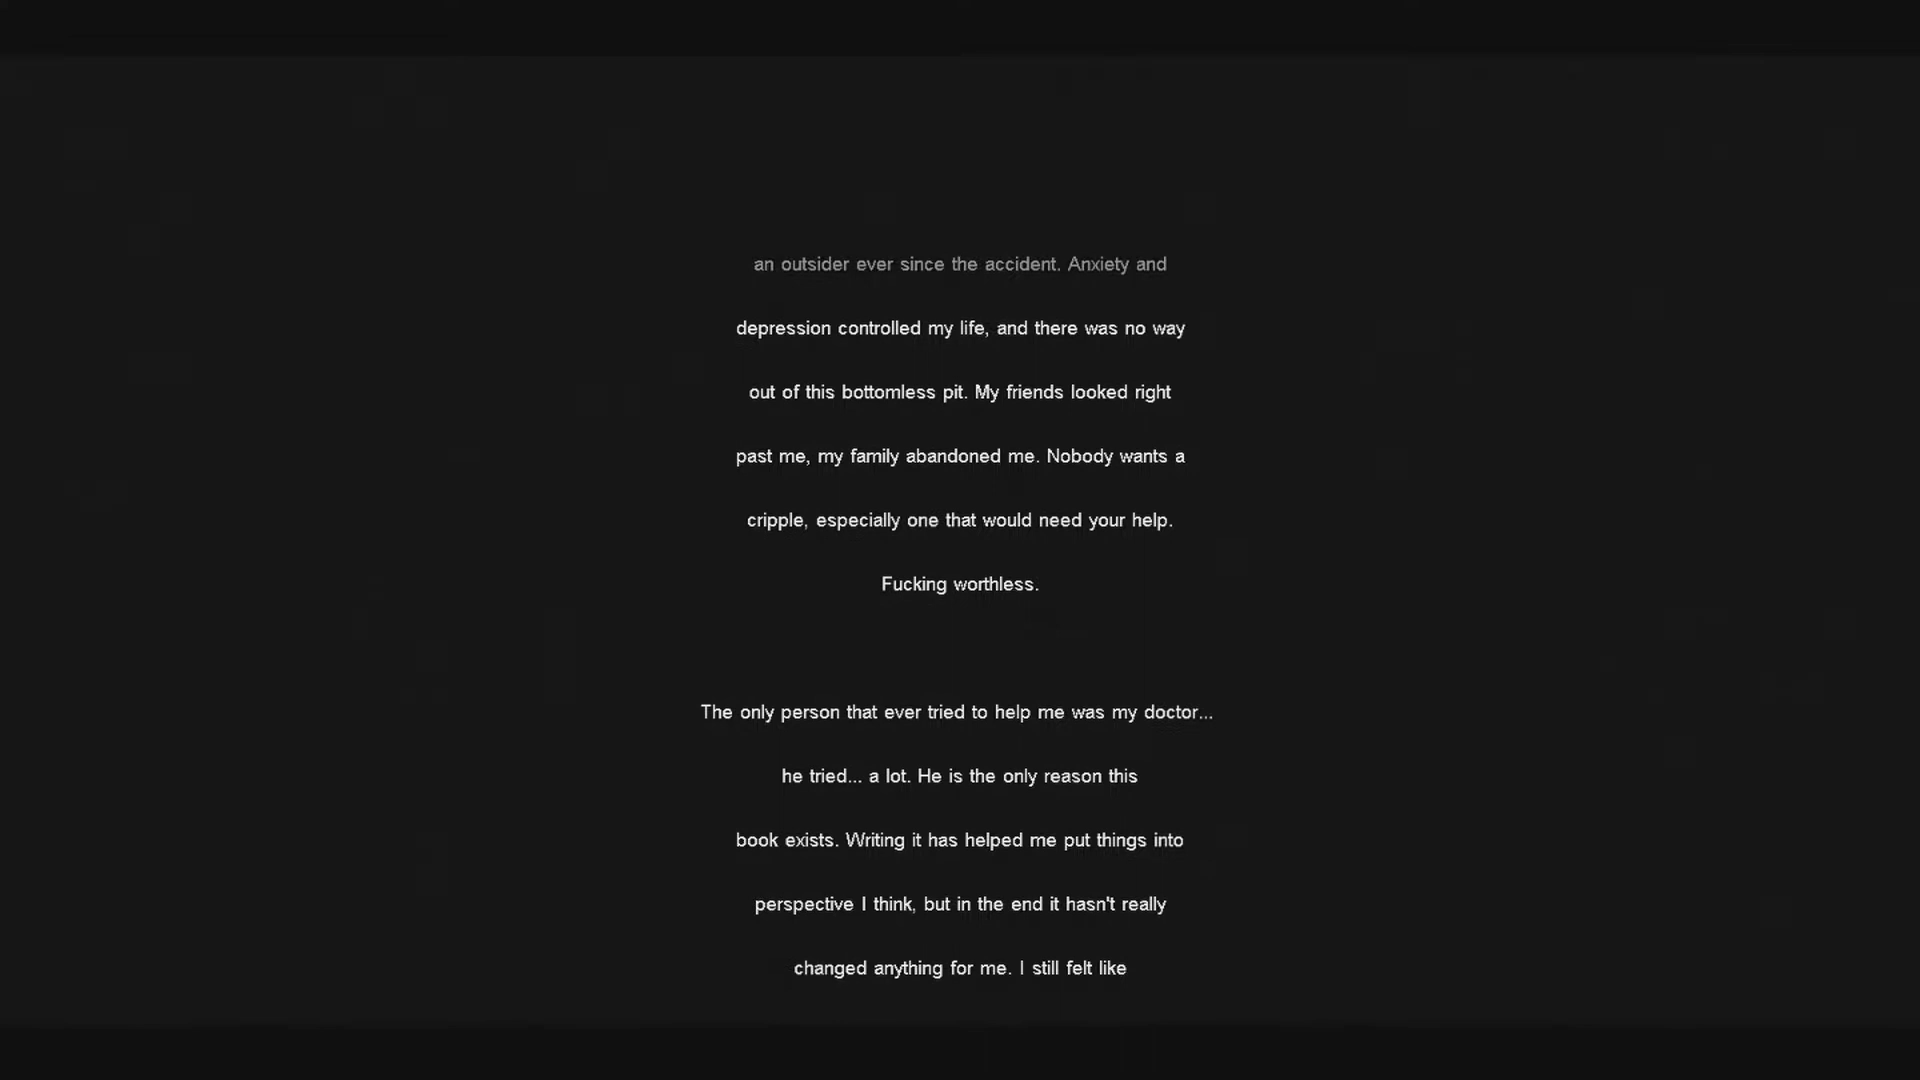 an outsider ever since the accident. Anxiety and
depression controlled my life, and there was no way
out of this bottomless pit. My friends looked right
past me, my family abandoned me. Nobody wants a
cripple, especially one that would need your help.
Fucking worthless.
The only person that ever tried to help me was my doctor...
he tried... a lot. He is the only reason this
book exists. Writing it has helped me put things into
perspective I think, but in the end it hasn't really
changed anything for me. I still felt like